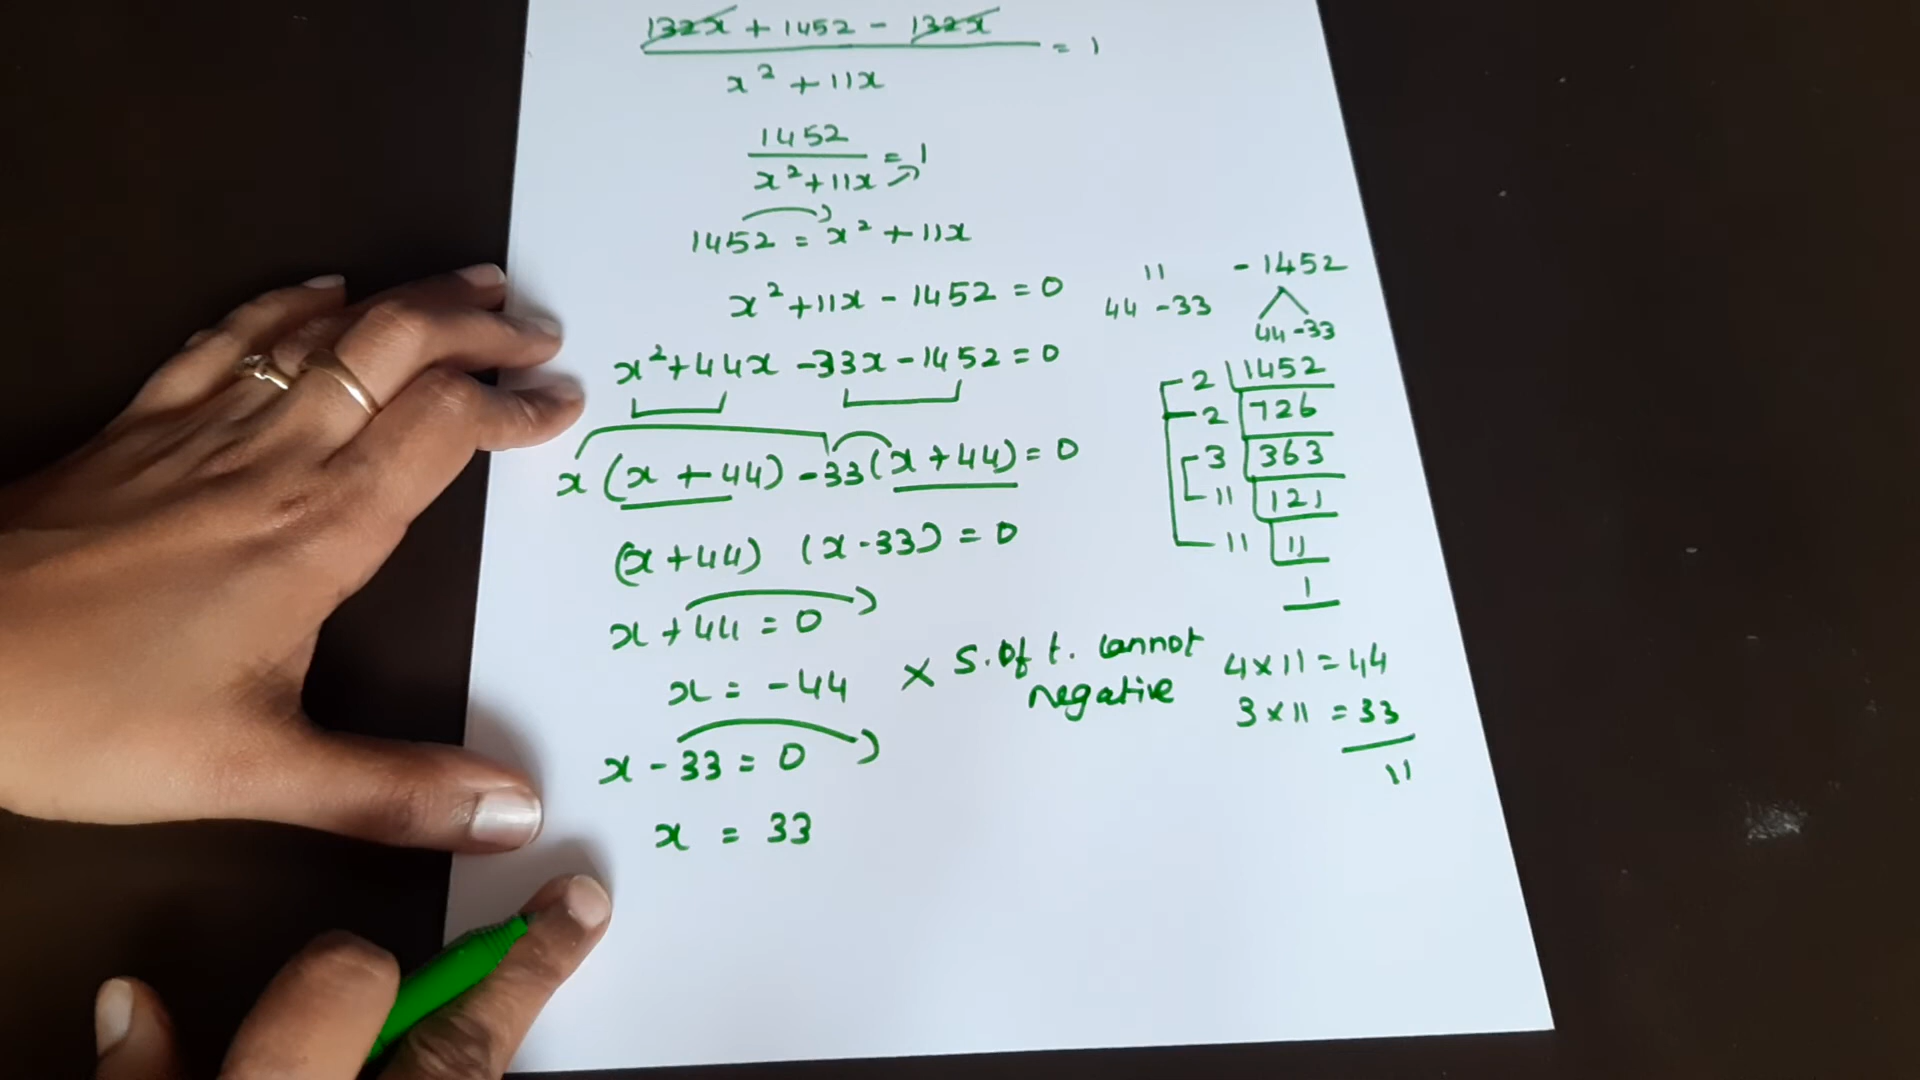 132x + 1452 - 132x
= 1
x² + 11x
1452
= 1
x² + 11x
1452 = x² + 11x
x² + 11x - 1452 = 0
x² + 44x - 33x - 1452 = 0
x (x + 44) - 33 (x + 44) = 0
(x + 44) (x - 33) = 0
x + 44 = 0
x = - 44 × S. of t. cannot
negative
x - 33 = 0
x = 33
11
44 - 33
- 1452
44 - 33
2 1452
2 726
3 363
11 121
11 11
1
4 × 11 = 44
3 × 11 = 33
11